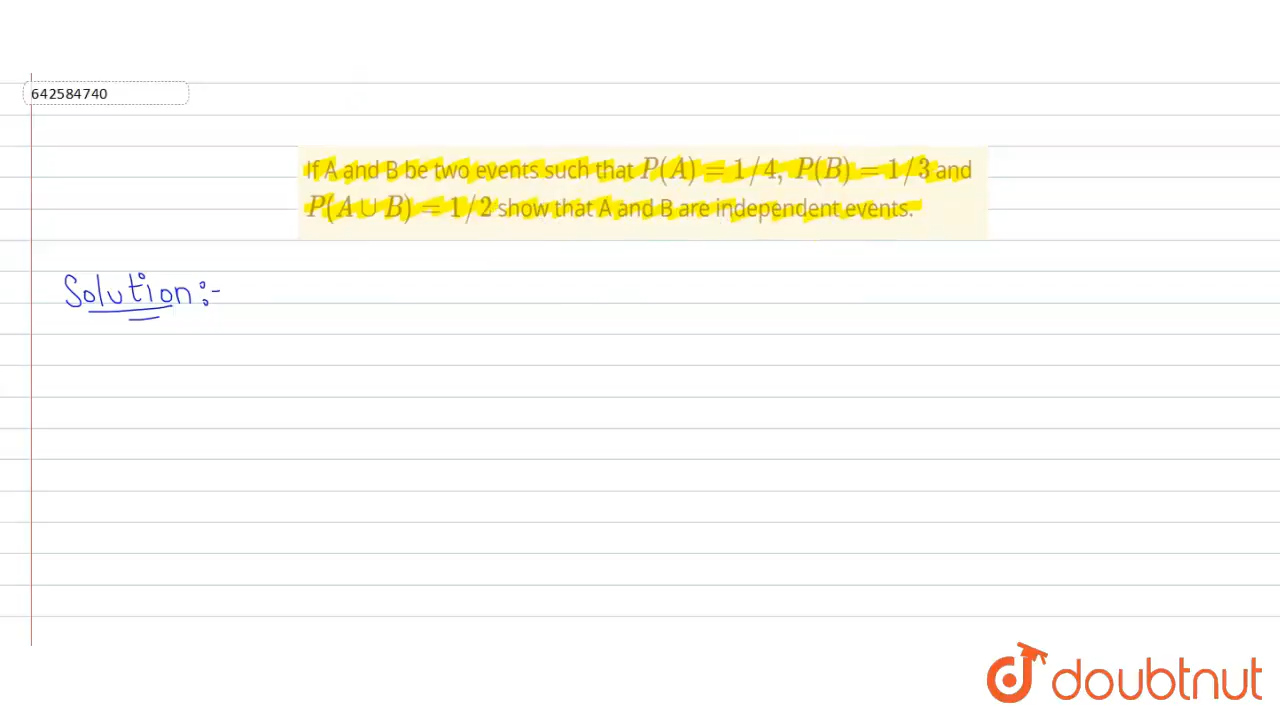 642584740
If A and B be two events such that P(A) = 1/4, P(B) = 1/3 and
P(A ∪ B) = 1/2 show that A and B are independent events.
Solution:-
doubtnut